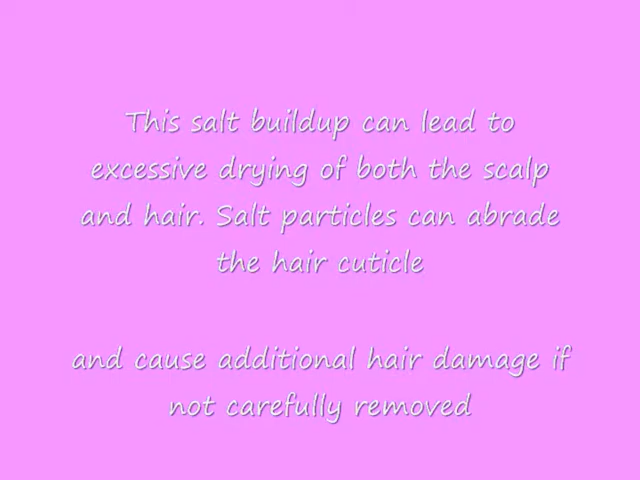 This salt buildup can lead to
excessive drying of both the scalp
and hair. Salt particles can abrade
the hair cuticle
and cause additional hair damage if
not carefully removed